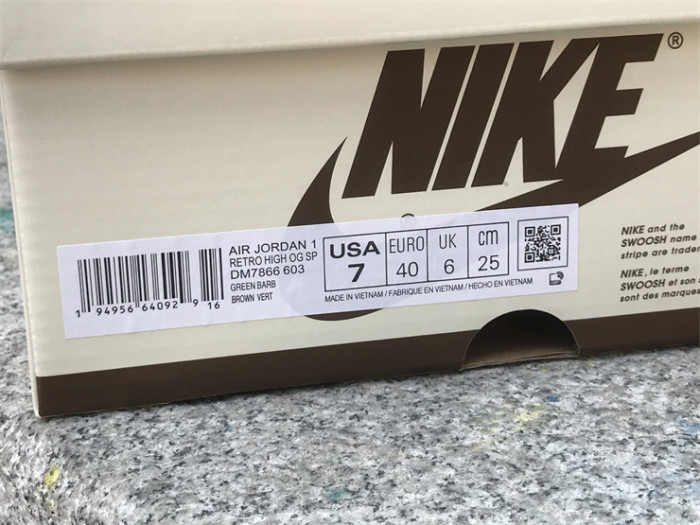 NIKE®
AIR JORDAN 1
RETRO HIGH OG SP
DM7866 603
GREEN BARB
BROWN VERT
1 94956 64092 9 16
USA 7
EURO 40
UK 6
cm 25
MADE IN VIETNAM / FABRIQUE EN VIETNAM / HECHO EN VIETNAM
NIKE and the
SWOOSH name
stripe are trader
NIKE, le terme
SWOOSH et son
sont des marques